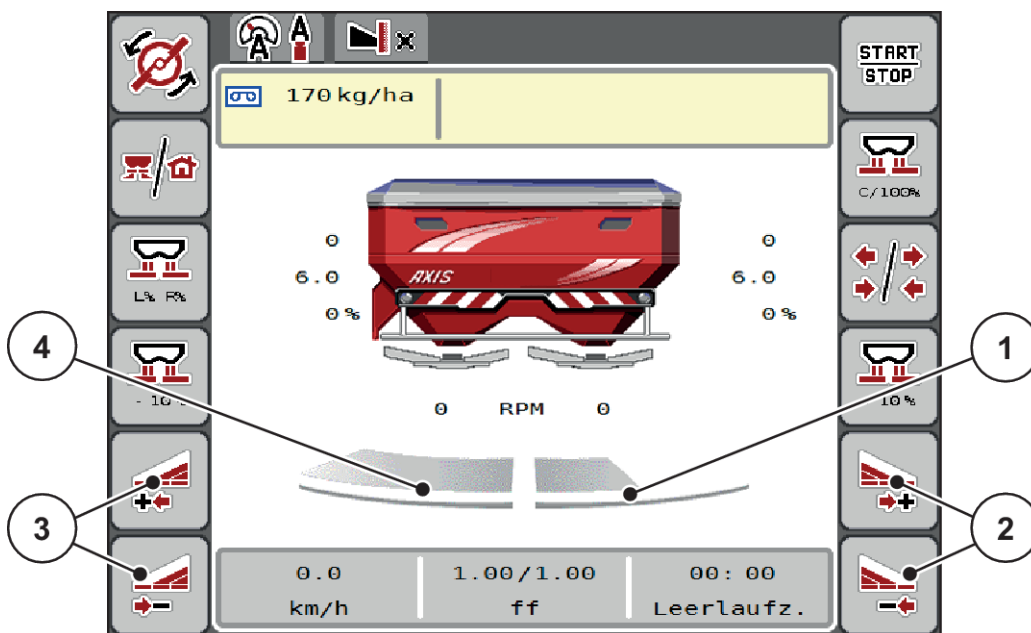 A A x
START
STOP
170 kg/ha
C/100%
0 0
AXIS
6.0 6.0
L% R%
0% 0%
4
1
- 10
10 %
0 RPM 0
3
2
0.0 1.00/1.00 00:00
km/h ff Leerlaufz.